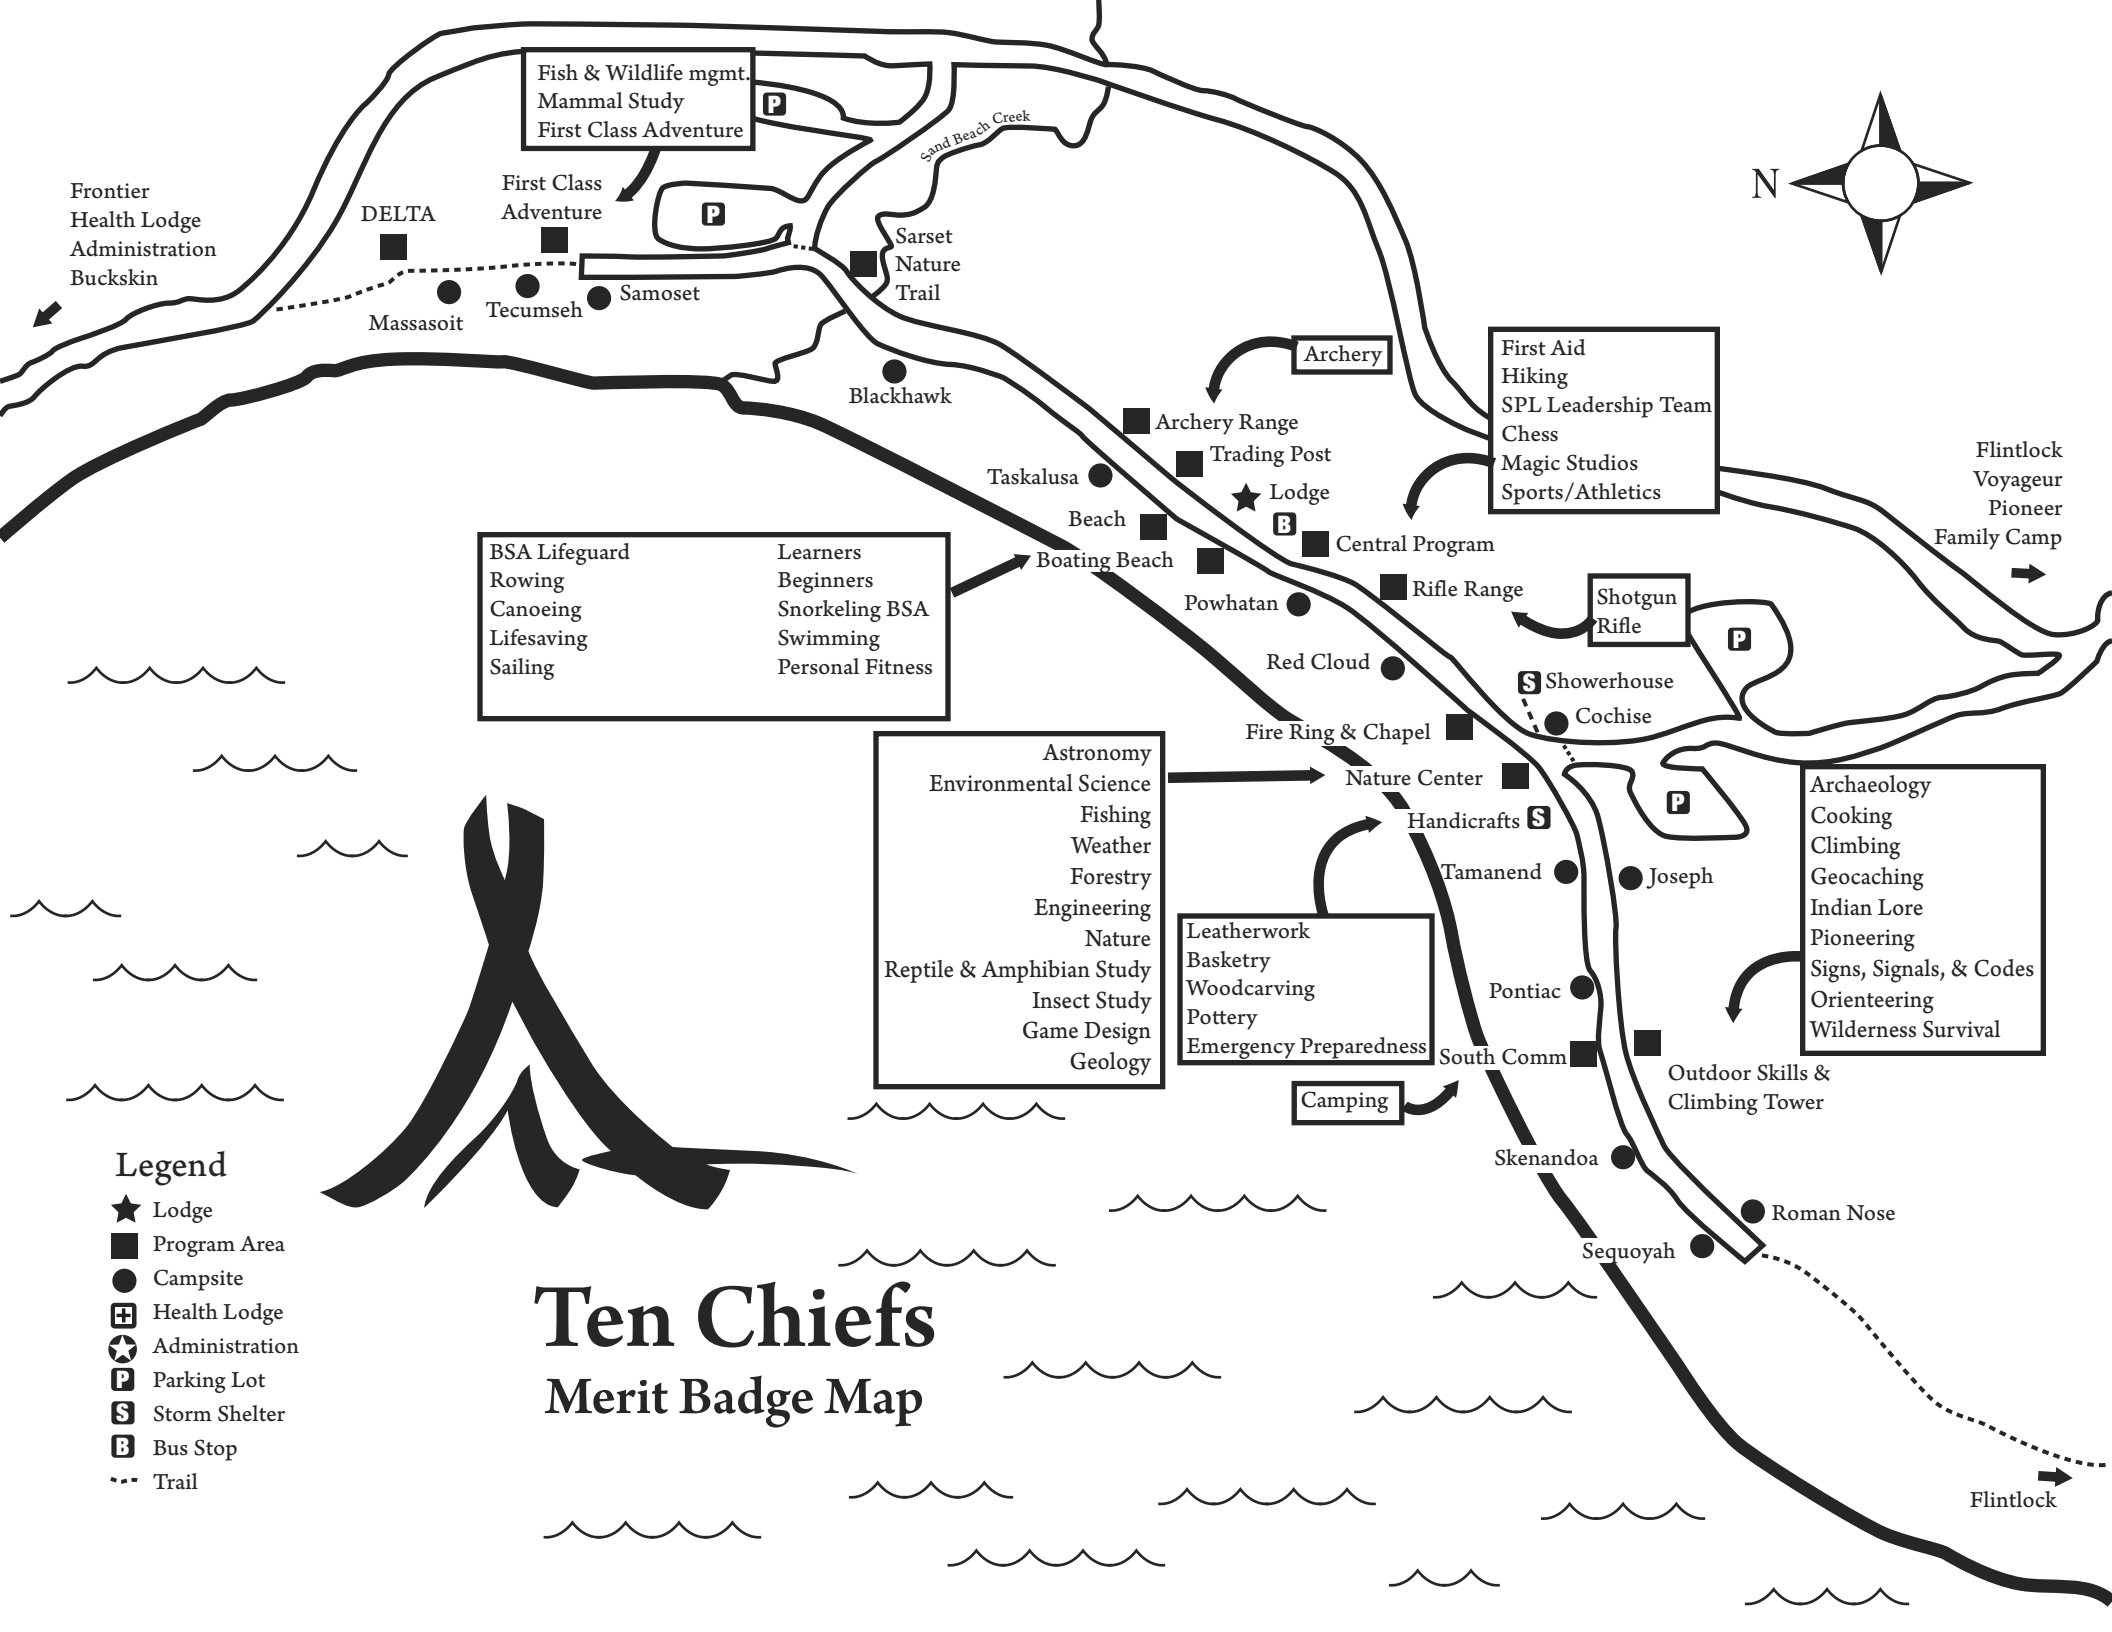 Fish & Wildlife mgmt.
Mammal Study
First Class Adventure
P
Sand Beach Creek
N
Frontier
Health Lodge
Administration
Buckskin
DELTA
First Class
Adventure
P
Sarset
Nature
Trail
Massasoit
Tecumseh
Samoset
Blackhawk
Archery
Archery Range
Trading Post
Taskalusa
Lodge
Beach
B
Central Program
Boating Beach
Powhatan
Rifle Range
First Aid
Hiking
SPL Leadership Team
Chess
Magic Studios
Sports/Athletics
Flintlock
Voyageur
Pioneer
Family Camp
BSA Lifeguard
Rowing
Canoeing
Lifesaving
Sailing
Learners
Beginners
Snorkeling BSA
Swimming
Personal Fitness
Shotgun
Rifle
P
Red Cloud
S Showerhouse
Cochise
Fire Ring & Chapel
Nature Center
Handicrafts S
P
Tamanend
Joseph
Astronomy
Environmental Science
Fishing
Weather
Forestry
Engineering
Nature
Reptile & Amphibian Study
Insect Study
Game Design
Geology
Leatherwork
Basketry
Woodcarving
Pottery
Emergency Preparedness
Archaeology
Cooking
Climbing
Geocaching
Indian Lore
Pioneering
Signs, Signals, & Codes
Orienteering
Wilderness Survival
Pontiac
South Comm
Outdoor Skills &
Climbing Tower
Camping
Skenandoa
Roman Nose
Sequoyah
Legend
Lodge
Program Area
Campsite
Health Lodge
Administration
P Parking Lot
S Storm Shelter
B Bus Stop
Trail
Ten Chiefs
Merit Badge Map
Flintlock